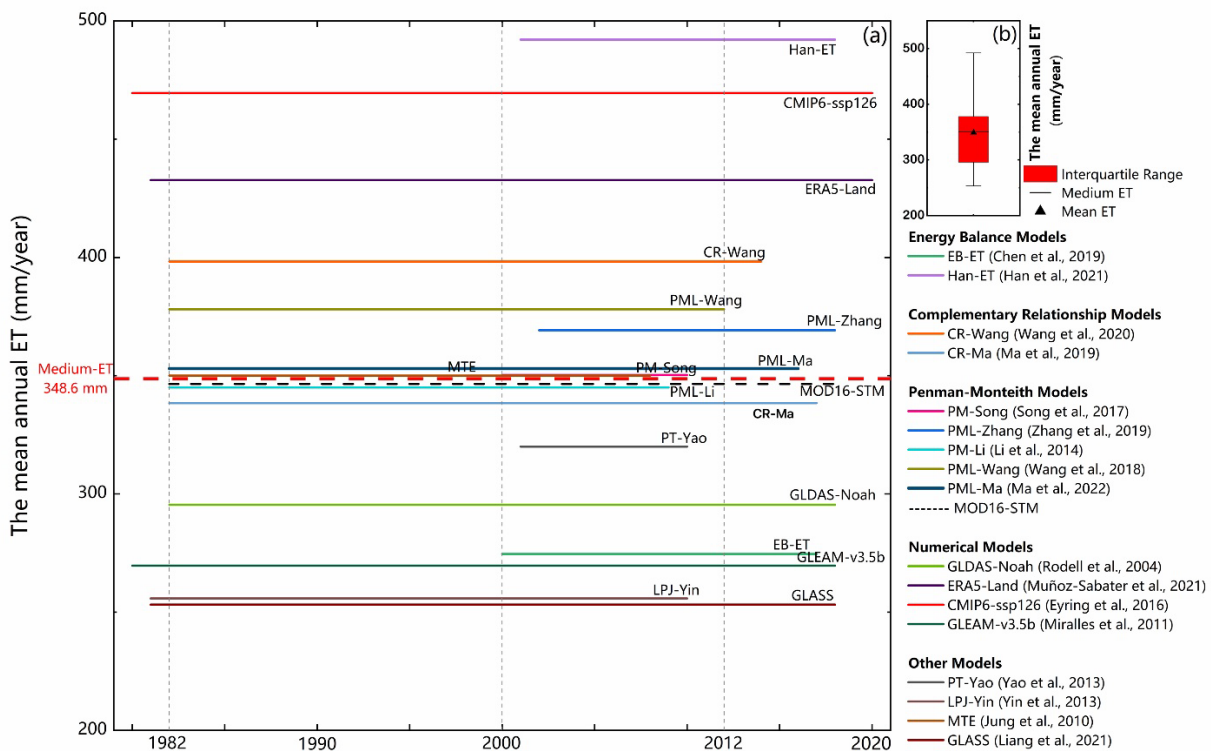 500
(a)
Han-ET
CMIP6-ssp126
ERA5-Land
400
CR-Wang
PML-Wang
PML-Zhang
Medium-ET
348.6 mm
MTE
PM-Song
PML-Ma
PML-Li
MOD16-STM
CR-Ma
PT-Yao
300
GLDAS-Noah
EB-ET
GLEAM-v3.5b
LPJ-Yin
GLASS
200
1982
1990
2000
2012
2020
The mean annual ET (mm/year)
(b)
500
400
300
200
The mean annual ET
(mm/year)
Interquartile Range
Medium ET
Mean ET
Energy Balance Models
EB-ET (Chen et al., 2019)
Han-ET (Han et al., 2021)
Complementary Relationship Models
CR-Wang (Wang et al., 2020)
CR-Ma (Ma et al., 2019)
Penman-Monteith Models
PM-Song (Song et al., 2017)
PML-Zhang (Zhang et al., 2019)
PM-Li (Li et al., 2014)
PML-Wang (Wang et al., 2018)
PML-Ma (Ma et al., 2022)
MOD16-STM
Numerical Models
GLDAS-Noah (Rodell et al., 2004)
ERA5-Land (Muñoz-Sabater et al., 2021)
CMIP6-ssp126 (Eyring et al., 2016)
GLEAM-v3.5b (Miralles et al., 2011)
Other Models
PT-Yao (Yao et al., 2013)
LPJ-Yin (Yin et al., 2013)
MTE (Jung et al., 2010)
GLASS (Liang et al., 2021)